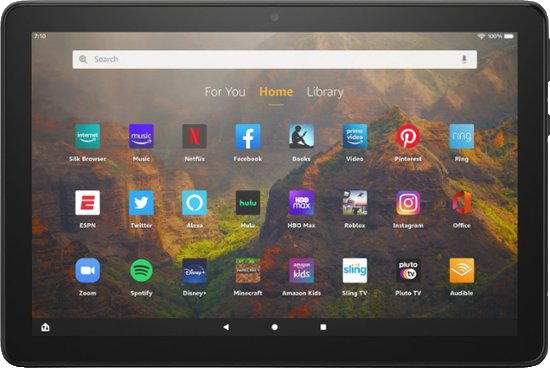 7:10
100%
Search
For You Home Library
internet
music
N
f
prime video
ring
Silk Browser Music Netflix Facebook Books Video Pinterest Ring
E
hulu
HBO max
ESPN Twitter Alexa Hulu HBO Max Roblox Instagram Office
Disney+
amazon kids
sling
pluto tv
Zoom Spotify Disney+ Minecraft Amazon Kids Sling TV Pluto TV Audible